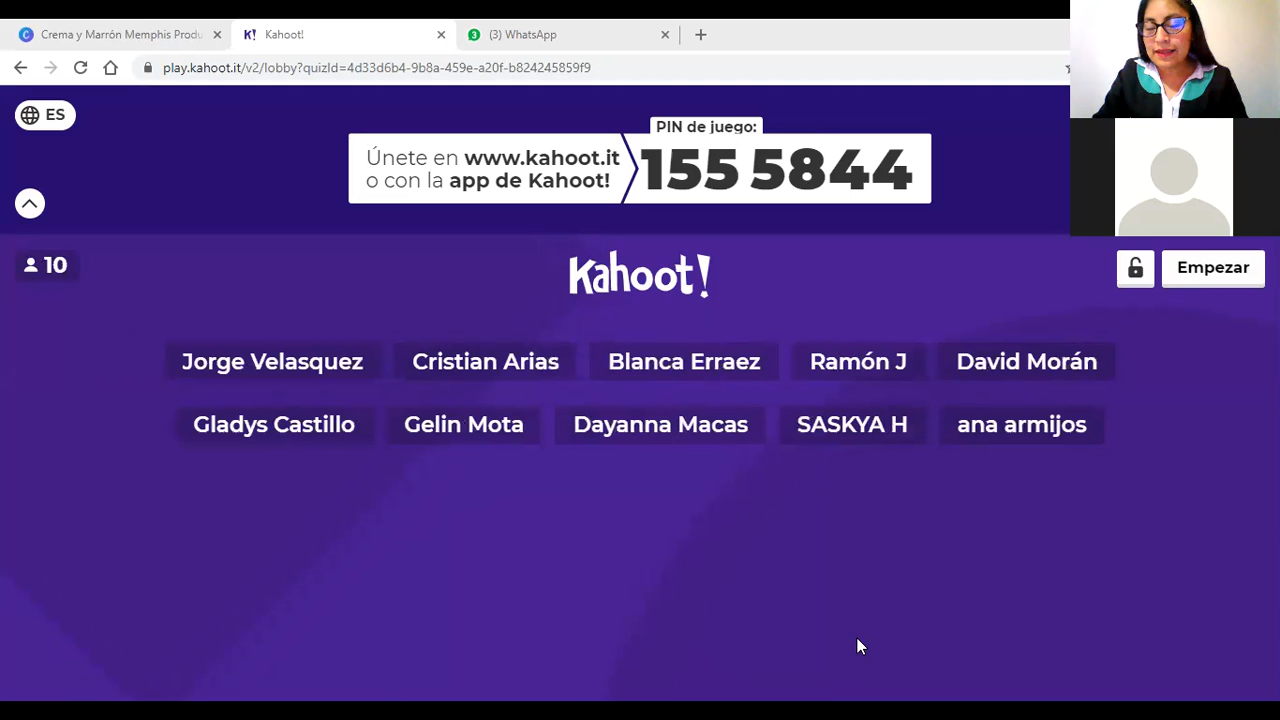 Crema y Marrón Memphis Produ
Kahoot!
3 (3) WhatsApp
play.kahoot.it/v2/lobby?quizId=4d33d6b4-9b8a-459e-a20f-b824245859f9
ES
PIN de juego:
Únete en www.kahoot.it
o con la app de Kahoot!
155 5844
10
Kahoot!
Empezar
Jorge Velasquez Cristian Arias Blanca Erraez Ramón J David Morán
Gladys Castillo Gelin Mota Dayanna Macas SASKYA H ana armijos